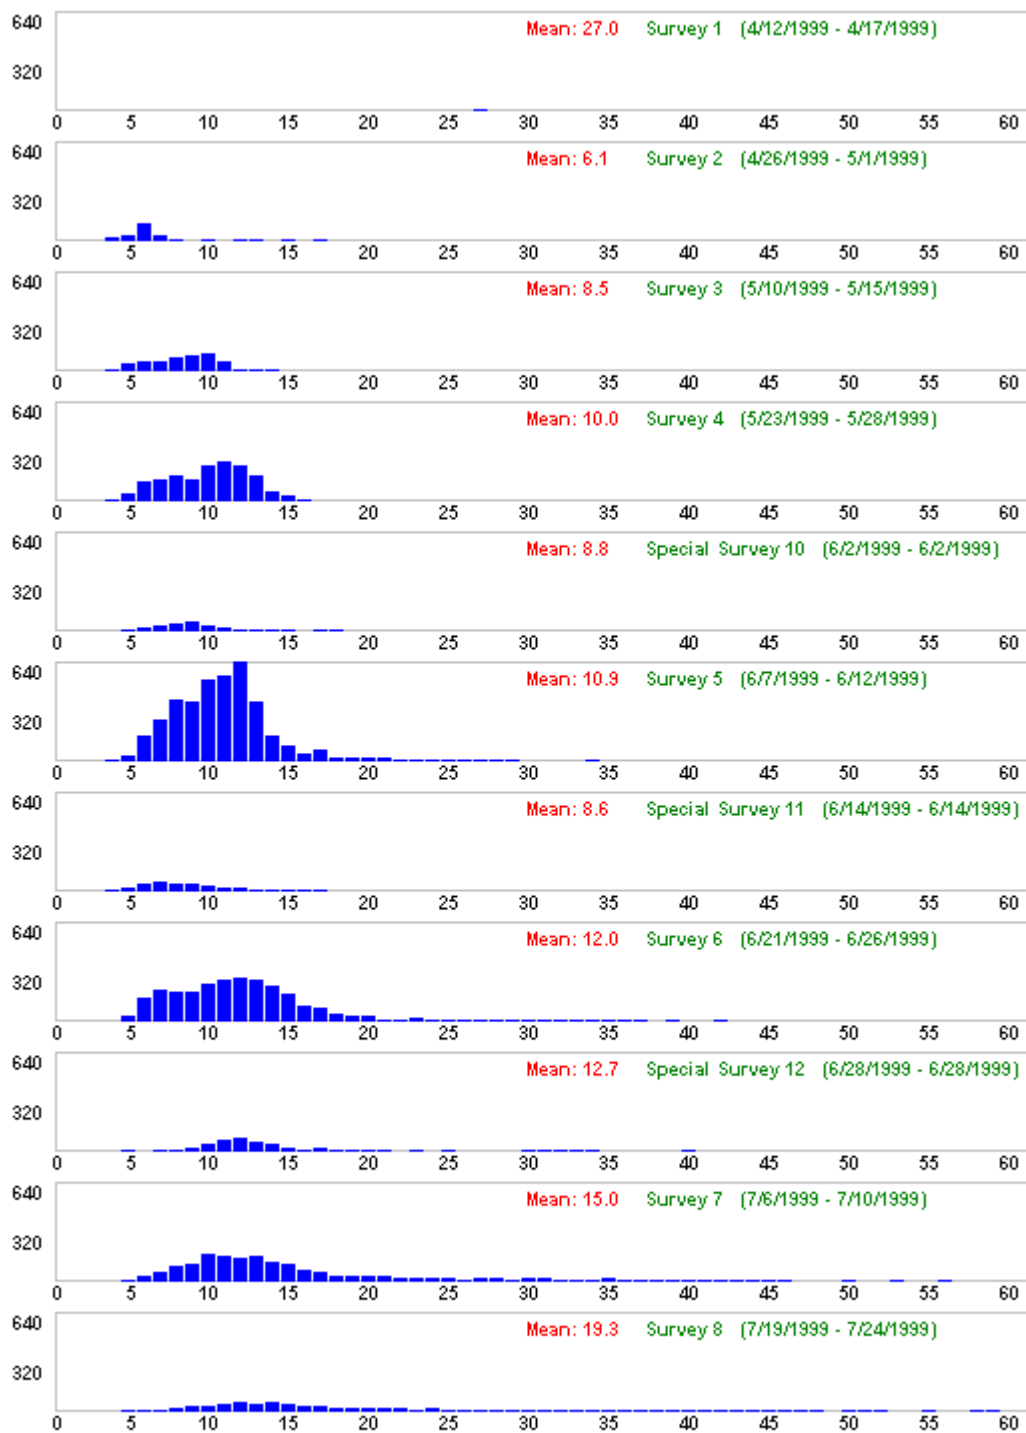 640 Mean: 27.0 Survey 1 (4/12/1999 - 4/17/1999)
320
0 5 10 15 20 25 30 35 40 45 50 55 60
640 Mean: 6.1 Survey 2 (4/26/1999 - 5/1/1999)
320
0 5 10 15 20 25 30 35 40 45 50 55 60
640 Mean: 8.5 Survey 3 (5/10/1999 - 5/15/1999)
320
0 5 10 15 20 25 30 35 40 45 50 55 60
640 Mean: 10.0 Survey 4 (5/23/1999 - 5/28/1999)
320
0 5 10 15 20 25 30 35 40 45 50 55 60
640 Mean: 8.8 Special Survey 10 (6/2/1999 - 6/2/1999)
320
0 5 10 15 20 25 30 35 40 45 50 55 60
640 Mean: 10.9 Survey 5 (6/7/1999 - 6/12/1999)
320
0 5 10 15 20 25 30 35 40 45 50 55 60
640 Mean: 8.6 Special Survey 11 (6/14/1999 - 6/14/1999)
320
0 5 10 15 20 25 30 35 40 45 50 55 60
640 Mean: 12.0 Survey 6 (6/21/1999 - 6/26/1999)
320
0 5 10 15 20 25 30 35 40 45 50 55 60
640 Mean: 12.7 Special Survey 12 (6/28/1999 - 6/28/1999)
320
0 5 10 15 20 25 30 35 40 45 50 55 60
640 Mean: 15.0 Survey 7 (7/6/1999 - 7/10/1999)
320
0 5 10 15 20 25 30 35 40 45 50 55 60
640 Mean: 19.3 Survey 8 (7/19/1999 - 7/24/1999)
320
0 5 10 15 20 25 30 35 40 45 50 55 60